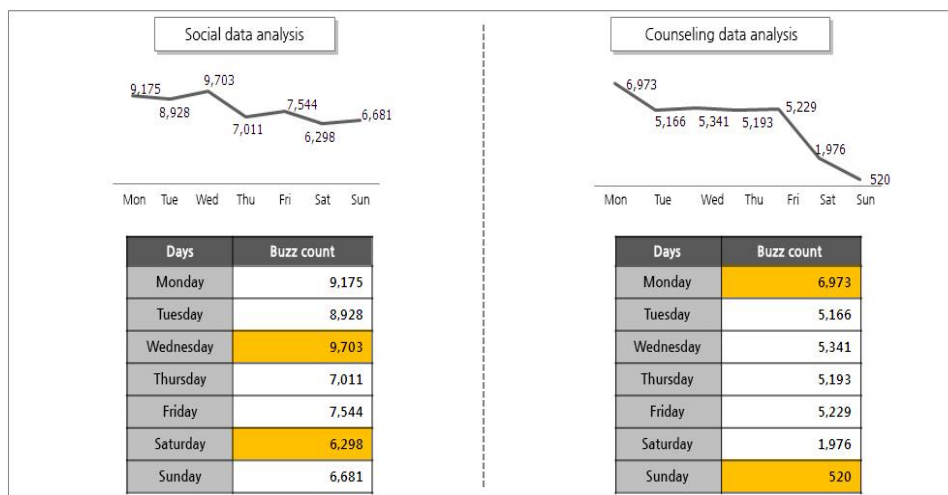 Social data analysis
9,175
8,928
9,703
7,011
7,544
6,298
6,681
Mon Tue Wed Thu Fri Sat Sun
Days Buzz count
Monday 9,175
Tuesday 8,928
Wednesday 9,703
Thursday 7,011
Friday 7,544
Saturday 6,298
Sunday 6,681
Counseling data analysis
6,973
5,166
5,341
5,193
5,229
1,976
520
Mon Tue Wed Thu Fri Sat Sun
Days Buzz count
Monday 6,973
Tuesday 5,166
Wednesday 5,341
Thursday 5,193
Friday 5,229
Saturday 1,976
Sunday 520